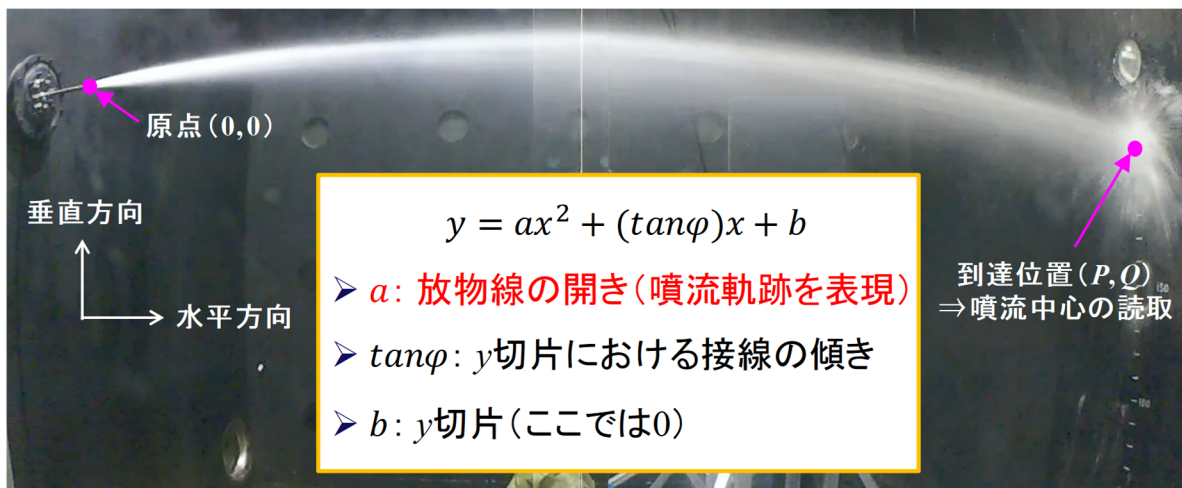 原点(0,0)
垂直方向
水平方向
y = ax² + (tanφ)x + b
➤ a: 放物線の開き(噴流軌跡を表現)
➤ tanφ: y切片における接線の傾き
➤ b: y切片(ここでは0)
到達位置(P,Q)
⇒噴流中心の読取
150
100